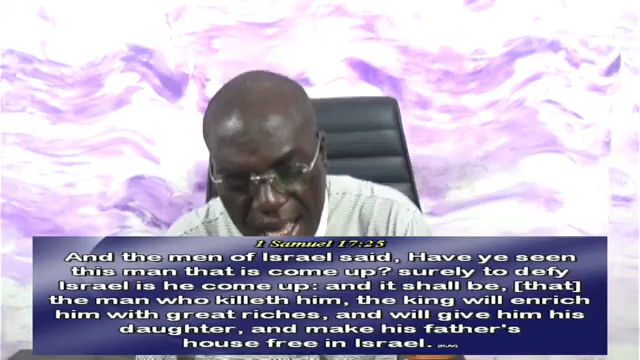 1 Samuel 17:25
And the men of Israel said, Have ye seen
this man that is come up? surely to defy
Israel is he come up: and it shall be, [that]
the man who killeth him, the king will enrich
him with great riches, and will give him his
daughter, and make his father's
house free in Israel. (KJV)